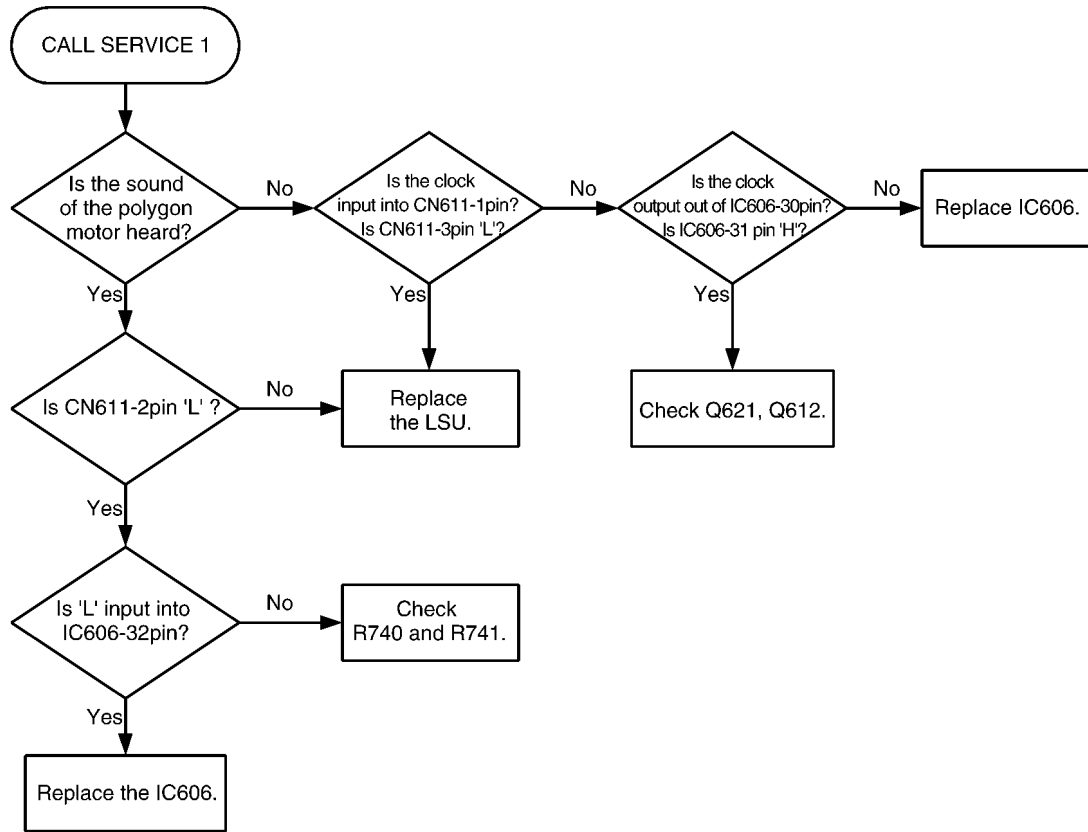 CALL SERVICE 1
Is the sound
of the polygon
motor heard?
No
Is the clock
input into CN611-1pin?
Is CN611-3pin 'L'?
No
Is the clock
output out of IC606-30pin?
Is IC606-31 pin 'H'?
No
Replace IC606.
Yes
Yes
Yes
Is CN611-2pin 'L' ?
No
Replace
the LSU.
Check Q621, Q612.
Yes
Is 'L' input into
IC606-32pin?
No
Check
R740 and R741.
Yes
Replace the IC606.